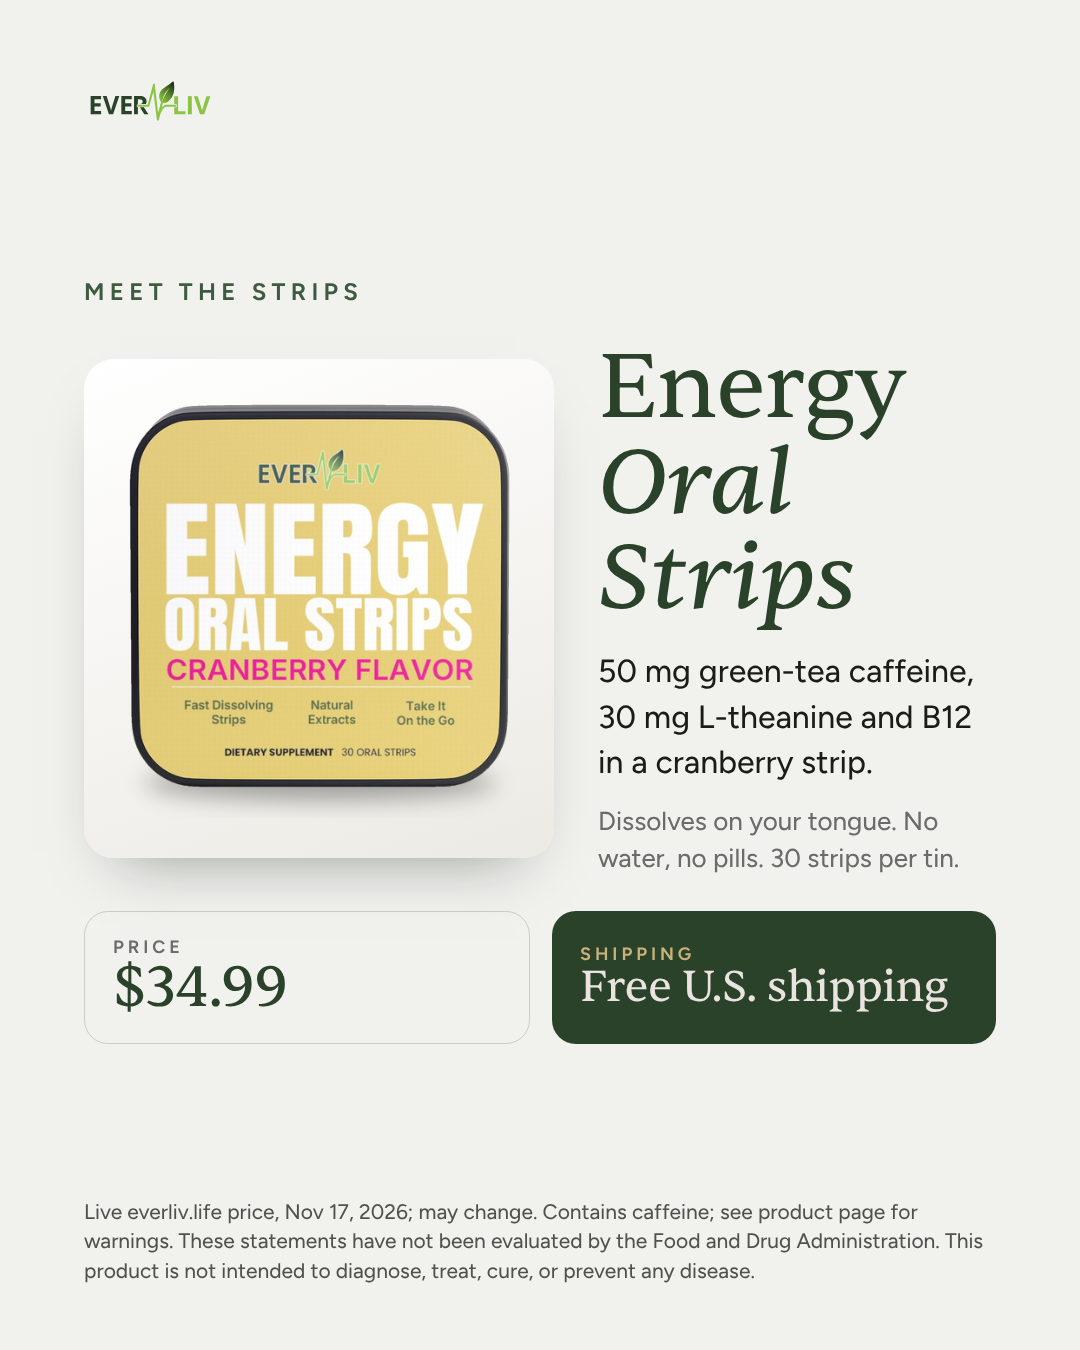 EVERLIV
MEET THE STRIPS
EVERLIV
ENERGY
ORAL STRIPS
CRANBERRY FLAVOR
Fast Dissolving
Strips
Natural
Extracts
Take It
On the Go
DIETARY SUPPLEMENT 30 ORAL STRIPS
Energy
Oral
Strips
50 mg green-tea caffeine,
30 mg L-theanine and B12
in a cranberry strip.
Dissolves on your tongue. No
water, no pills. 30 strips per tin.
PRICE
$34.99
SHIPPING
Free U.S. shipping
Live everliv.life price, Nov 17, 2026; may change. Contains caffeine; see product page for
warnings. These statements have not been evaluated by the Food and Drug Administration. This
product is not intended to diagnose, treat, cure, or prevent any disease.